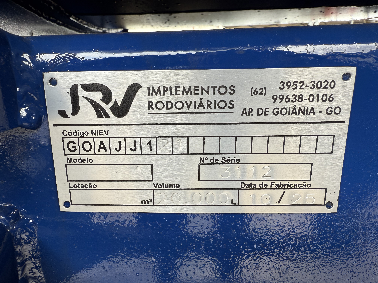 JRV IMPLEMENTOS RODOVIÁRIOS
(62) 3952-3020
99638-0106
AP. DE GOIÂNIA - GO
Código NIEV
GOAJJ1
Modelo
Nº de Série
Lotação
Volume
Data de Fabricação
m³
L